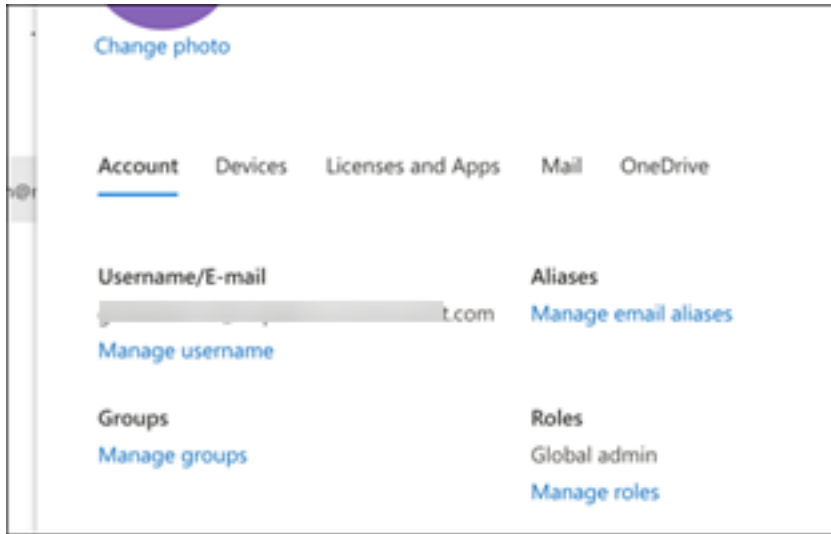 Change photo
Account Devices Licenses and Apps Mail OneDrive
Username/E-mail Aliases
t.com Manage email aliases
Manage username
Groups Roles
Manage groups Global admin
Manage roles